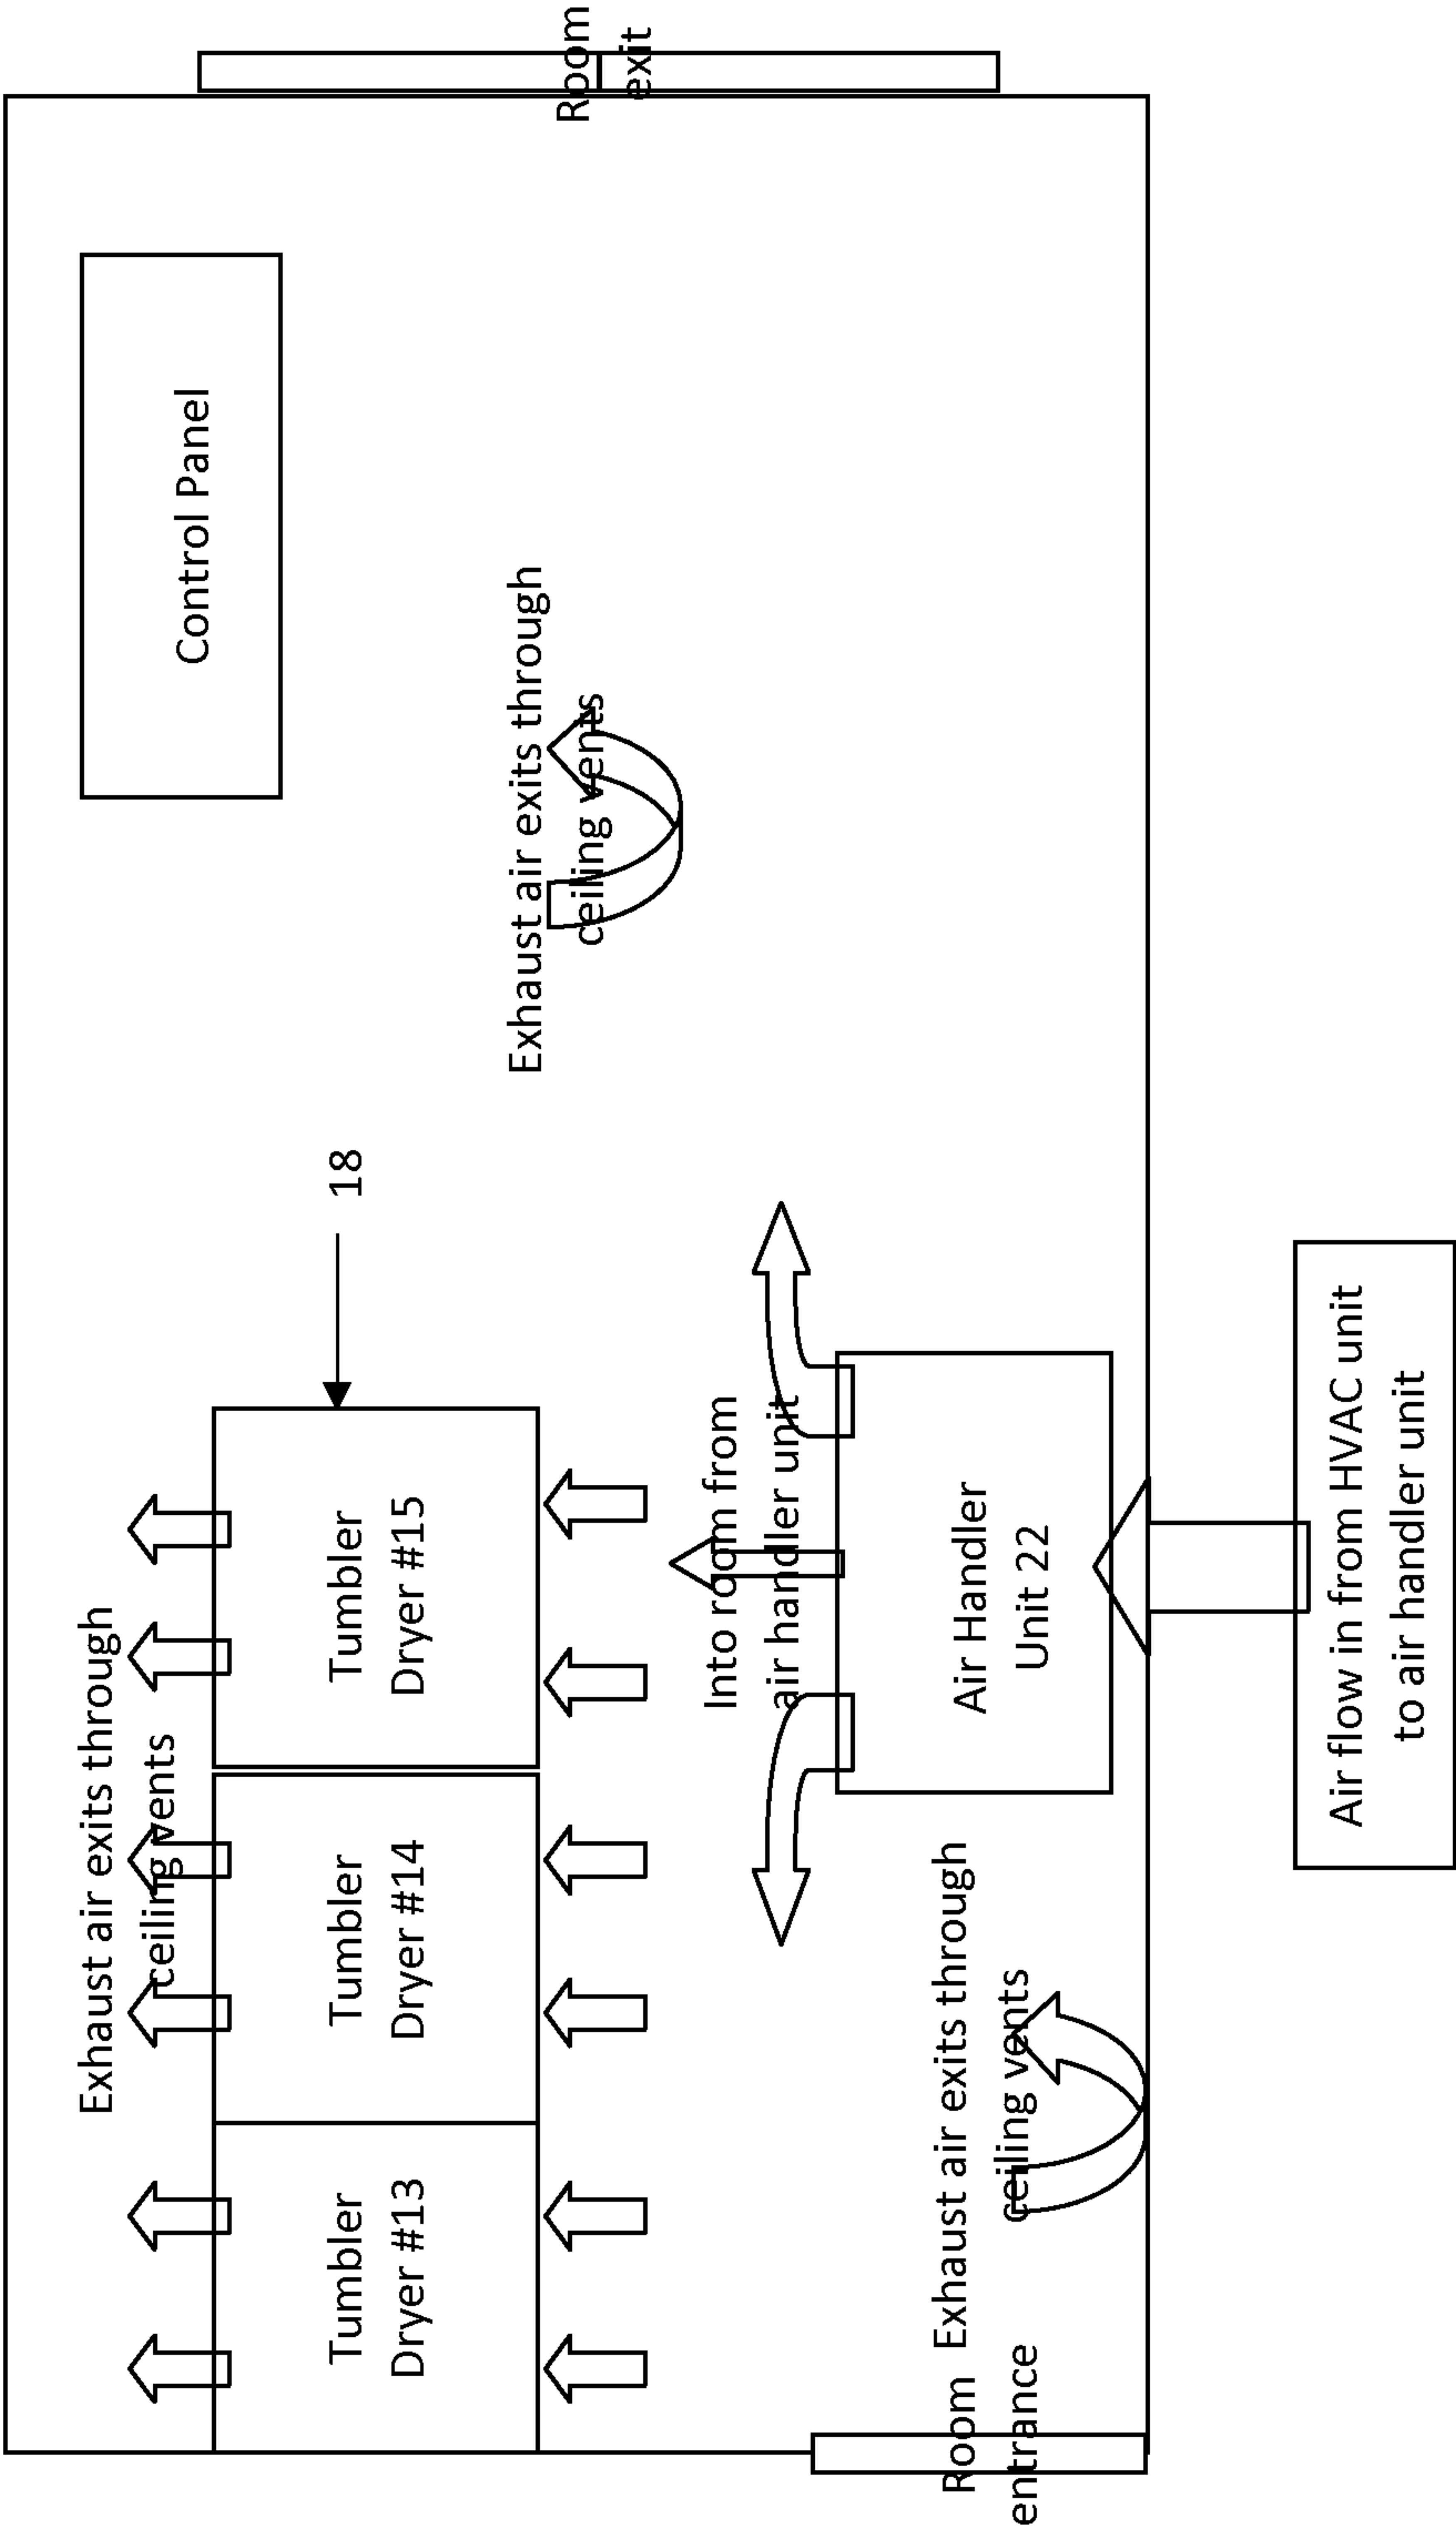 Exhaust air exits through
ceiling vents
Control Panel
Tumbler
Dryer #13
Tumbler
Dryer #14
Tumbler
Dryer #15
18
Exhaust air exits through
ceiling vents
Room
exit
Into room from
air handler unit
Room
entrance
Exhaust air exits through
ceiling vents
Air Handler
Unit 22
Air flow in from HVAC unit
to air handler unit